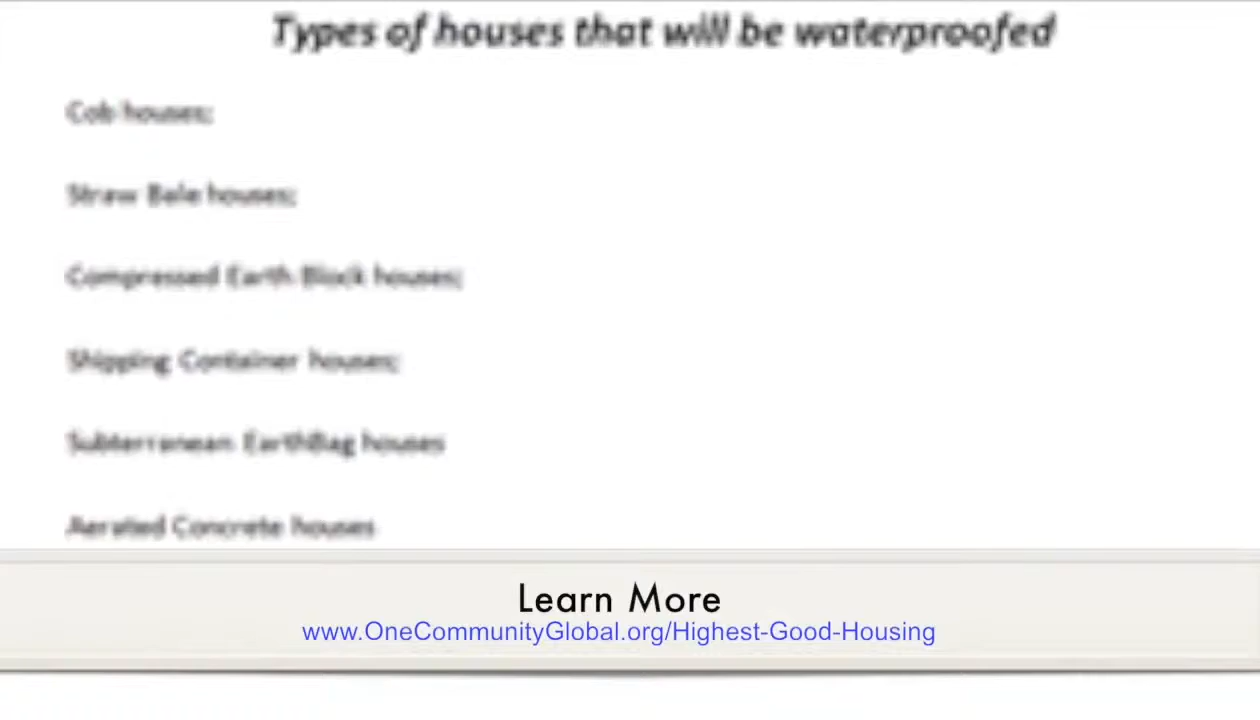 Types of houses that will be waterproofed
Cob houses;
Straw Bale houses;
Compressed Earth Block houses;
Shipping Container houses;
Subterranean EarthBag houses
Aerated Concrete houses
Learn More
www.OneCommunityGlobal.org/Highest-Good-Housing